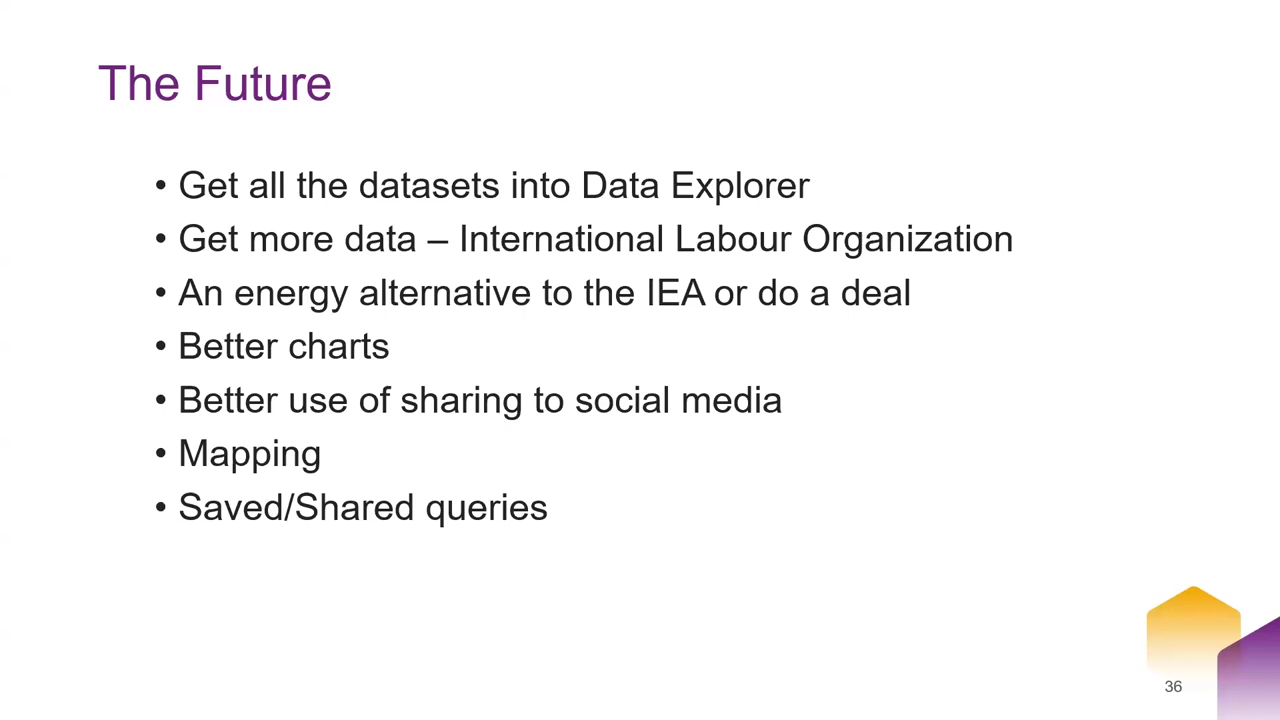 The Future
• Get all the datasets into Data Explorer
• Get more data – International Labour Organization
• An energy alternative to the IEA or do a deal
• Better charts
• Better use of sharing to social media
• Mapping
• Saved/Shared queries
36